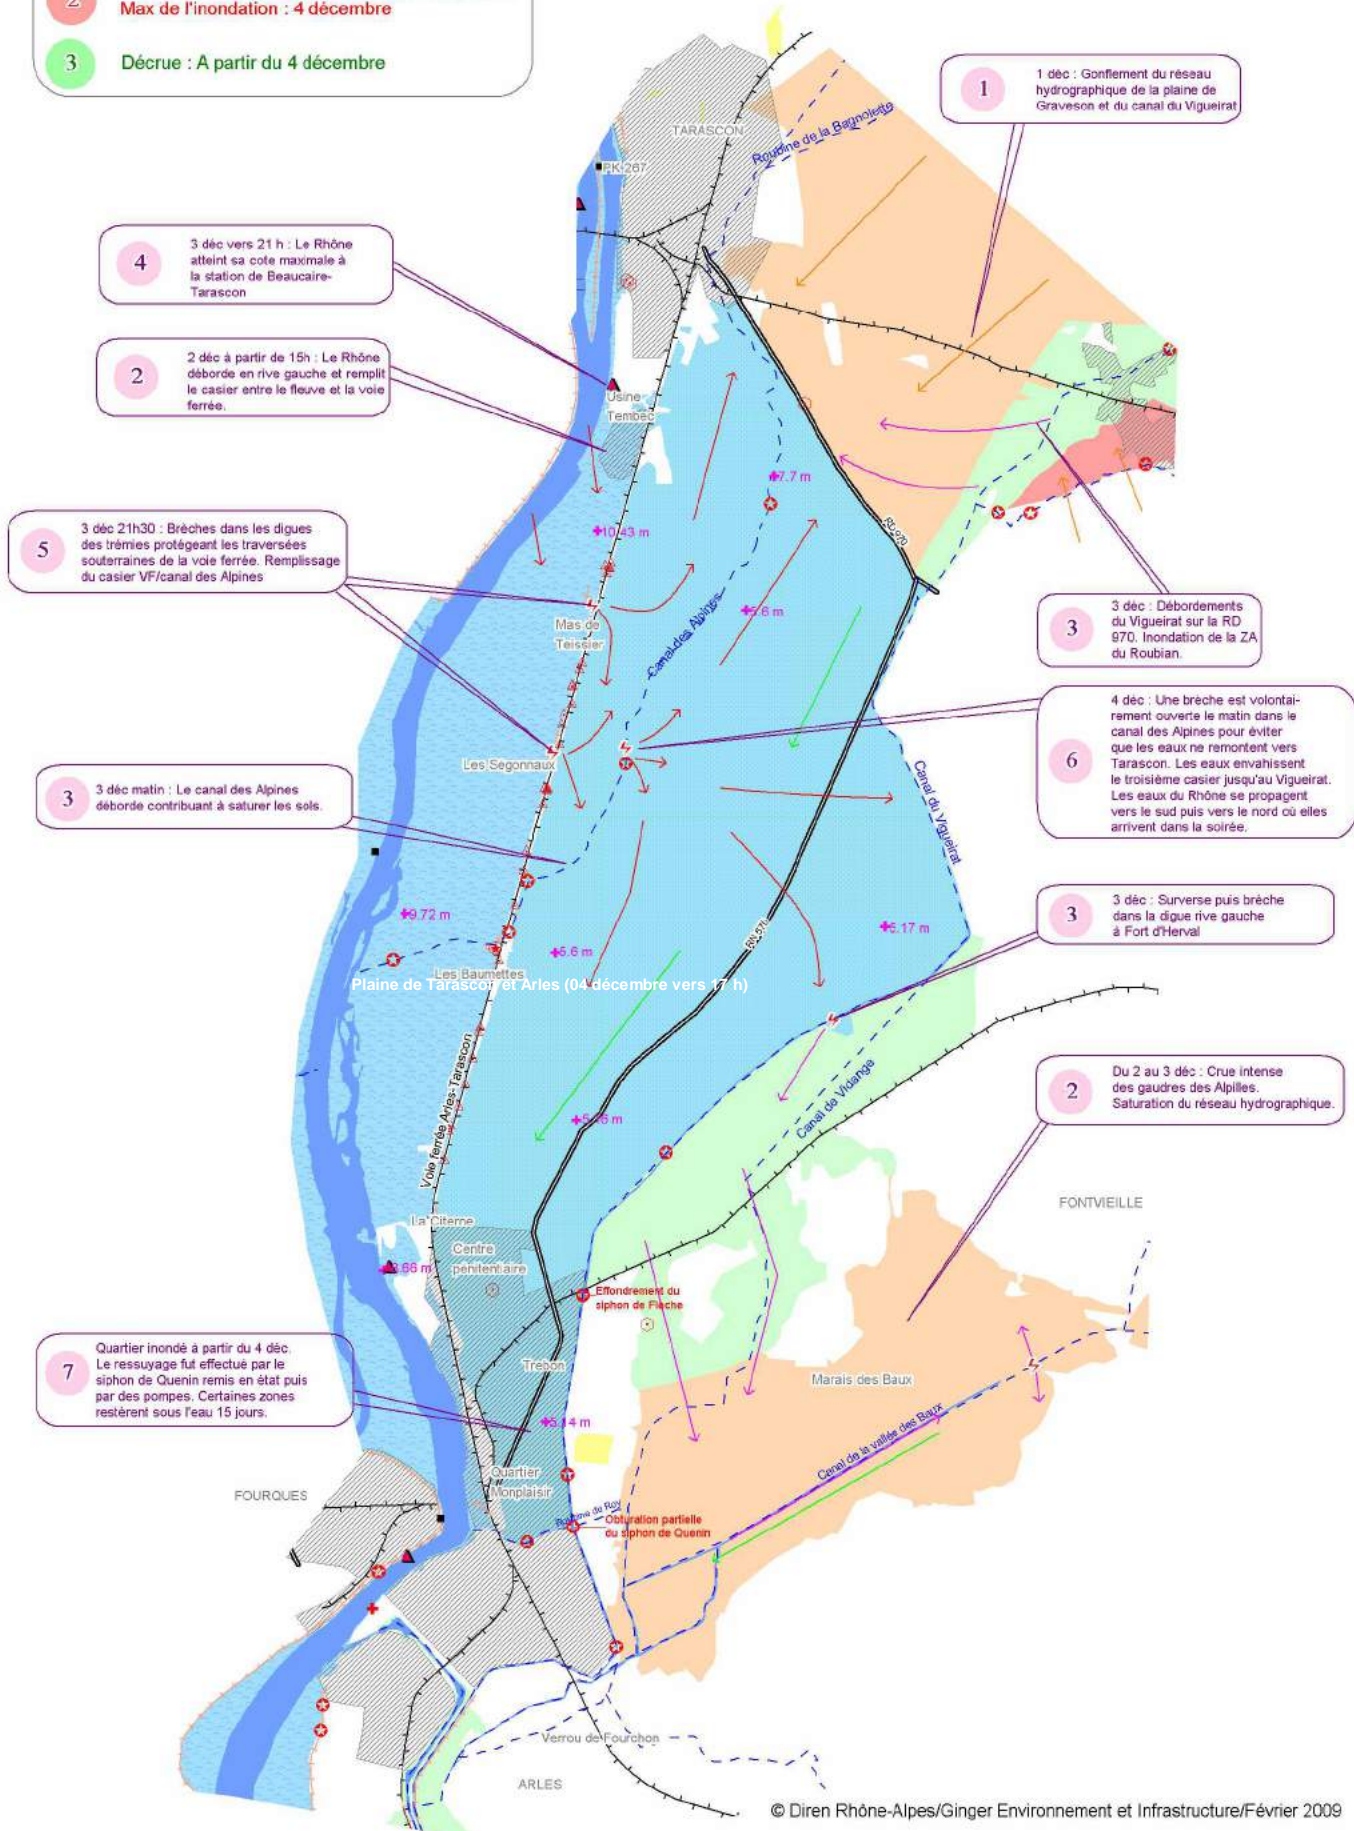 2
Max de l'inondation : 4 décembre
3
Décrue : A partir du 4 décembre
1
1 déc : Gonflement du réseau
hydrographique de la plaine de
Graveson et du canal du Vigueirat
TARASCON
Roubine de la Bagnolette
PK 267
4
3 déc vers 21 h : Le Rhône
atteint sa cote maximale à
la station de Beaucaire-
Tarascon
2
2 déc à partir de 15h : Le Rhône
déborde en rive gauche et remplit
le casier entre le fleuve et la voie
ferrée.
Usine
Tembec
7.7 m
10.43 m
RD 970
5
3 déc 21h30 : Brèches dans les digues
des trémies protégeant les traversées
souterraines de la voie ferrée. Remplissage
du casier VF/canal des Alpines
Mas de
Teissier
Canal des Alpines
5.6 m
3
3 déc : Débordements
du Vigueirat sur la RD
970. Inondation de la ZA
du Roubian.
6
4 déc : Une brèche est volontai-
rement ouverte le matin dans le
canal des Alpines pour éviter
que les eaux ne remontent vers
Tarascon. Les eaux envahissent
le troisième casier jusqu'au Vigueirat.
Les eaux du Rhône se propagent
vers le sud puis vers le nord où elles
arrivent dans la soirée.
Les Ségonnaux
Canal du Vigueirat
3
3 déc matin : Le canal des Alpines
déborde contribuant à saturer les sols.
3
3 déc : Surverse puis brèche
dans la digue rive gauche
à Fort d'Herval
9.72 m
5.17 m
RN 570
5.6 m
Les Baumettes
Plaine de Tarascon et Arles (04 décembre vers 17 h)
Voie ferrée Arles-Tarascon
Canal de Vidange
2
Du 2 au 3 déc : Crue intense
des gaudres des Alpilles.
Saturation du réseau hydrographique.
FONTVIEILLE
La Citerne
Centre
pénitentiaire
Effondrement du
siphon de Flèche
7
Quartier inondé à partir du 4 déc.
Le ressuyage fut effectué par le
siphon de Quenin remis en état puis
par des pompes. Certaines zones
restèrent sous l'eau 15 jours.
Trebon
Marais des Baux
5.14 m
Canal de la vallée des Baux
Quartier
Monplaisir
FOURQUES
Roubine du Roy
Obturation partielle
du siphon de Quenin
Verrou de Fourchon
ARLES
© Diren Rhône-Alpes/Ginger Environnement et Infrastructure/Février 2009